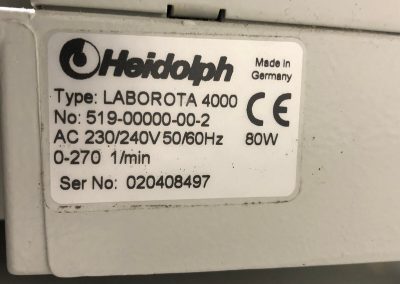 Heidolph
Made in
Germany
Type: LABOROTA 4000
CE
No: 519-00000-00-2
AC 230/240V 50/60Hz 80W
0-270 1/min
Ser No: 020408497